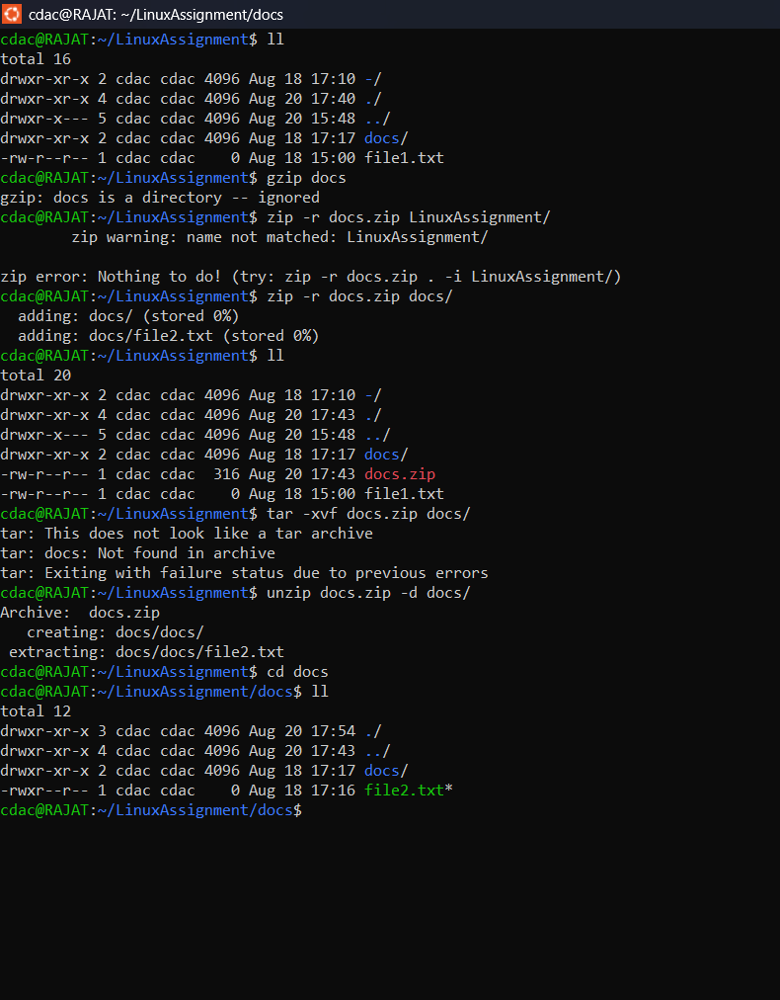 cdac@RAJAT: ~/LinuxAssignment/docs
cdac@RAJAT:~/LinuxAssignment$ ll
total 16
drwxr-xr-x 2 cdac cdac 4096 Aug 18 17:10 -/
drwxr-xr-x 4 cdac cdac 4096 Aug 20 17:40 ./
drwxr-x--- 5 cdac cdac 4096 Aug 20 15:48 ../
drwxr-xr-x 2 cdac cdac 4096 Aug 18 17:17 docs/
-rw-r--r-- 1 cdac cdac    0 Aug 18 15:00 file1.txt
cdac@RAJAT:~/LinuxAssignment$ gzip docs
gzip: docs is a directory -- ignored
cdac@RAJAT:~/LinuxAssignment$ zip -r docs.zip LinuxAssignment/
        zip warning: name not matched: LinuxAssignment/

zip error: Nothing to do! (try: zip -r docs.zip . -i LinuxAssignment/)
cdac@RAJAT:~/LinuxAssignment$ zip -r docs.zip docs/
  adding: docs/ (stored 0%)
  adding: docs/file2.txt (stored 0%)
cdac@RAJAT:~/LinuxAssignment$ ll
total 20
drwxr-xr-x 2 cdac cdac 4096 Aug 18 17:10 -/
drwxr-xr-x 4 cdac cdac 4096 Aug 20 17:43 ./
drwxr-x--- 5 cdac cdac 4096 Aug 20 15:48 ../
drwxr-xr-x 2 cdac cdac 4096 Aug 18 17:17 docs/
-rw-r--r-- 1 cdac cdac  316 Aug 20 17:43 docs.zip
-rw-r--r-- 1 cdac cdac    0 Aug 18 15:00 file1.txt
cdac@RAJAT:~/LinuxAssignment$ tar -xvf docs.zip docs/
tar: This does not look like a tar archive
tar: docs: Not found in archive
tar: Exiting with failure status due to previous errors
cdac@RAJAT:~/LinuxAssignment$ unzip docs.zip -d docs/
Archive:  docs.zip
   creating: docs/docs/
 extracting: docs/docs/file2.txt
cdac@RAJAT:~/LinuxAssignment$ cd docs
cdac@RAJAT:~/LinuxAssignment/docs$ ll
total 12
drwxr-xr-x 3 cdac cdac 4096 Aug 20 17:54 ./
drwxr-xr-x 4 cdac cdac 4096 Aug 20 17:43 ../
drwxr-xr-x 2 cdac cdac 4096 Aug 18 17:17 docs/
-rwxr--r-- 1 cdac cdac    0 Aug 18 17:16 file2.txt*
cdac@RAJAT:~/LinuxAssignment/docs$